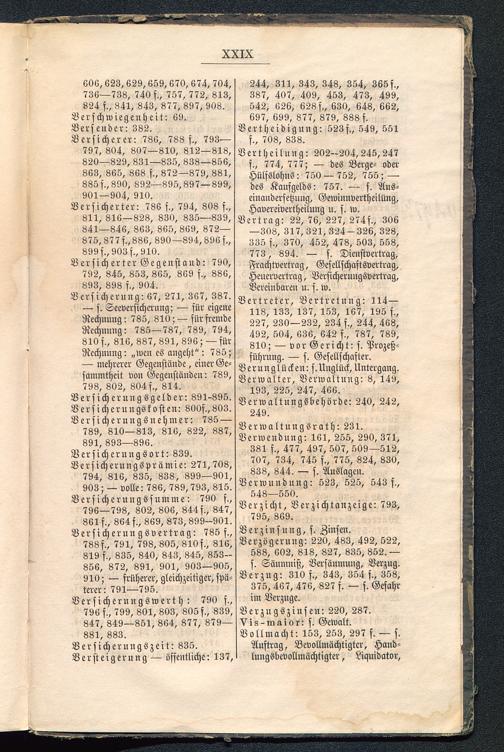 XXIX
606, 623, 629, 659, 670, 674, 704,
736—738, 740 f., 757, 772, 813,
824 f., 841, 843, 877, 897, 908.
Verschwiegenheit: 69.
Versender: 382.
Versicherer: 786, 788 f., 793—
797, 804, 807—810, 812—818,
820—829, 831—835, 838—856,
863, 865, 868 f., 872—879, 881,
885 f., 890, 892—895, 897—899,
901—904, 910.
Versicherter: 786 f., 794, 808 f.,
811, 816—828, 830, 835—839,
841—846, 863, 865, 869, 872—
875, 877 f., 886, 890—894, 896 f.,
899 f., 903 f., 910.
Versicherter Gegenstand: 790,
792, 845, 853, 865, 869 f., 886,
893, 898 f., 904.
Versicherung: 67, 271, 367, 387.
— s. Seeversicherung; — für eigene
Rechnung: 785, 810; — für fremde
Rechnung: 785—787, 789, 794,
810 f., 816, 887, 891, 896; — für
Rechnung: „wen es angeht“: 785;
— mehrerer Gegenstände, einer Ge-
sammtheit von Gegenständen: 789,
798, 802, 804 f., 814.
Versicherungsgelder: 891-895.
Versicherungskosten: 800f., 803.
Versicherungsnehmer: 785—
789, 810—813, 816, 822, 887,
891, 893—896.
Versicherungsort: 839.
Versicherungsprämie: 271, 708,
794, 816, 835, 838, 899—901,
903; — volle: 786, 789, 793, 815.
Versicherungssumme: 790 f.,
796—798, 802, 806, 844 f., 847,
861 f., 864 f., 869, 873, 899—901.
Versicherungsvertrag: 785 f.,
788 f., 791, 798, 805, 810 f., 816,
819 f., 835, 840, 843, 845, 853—
856, 872, 891, 901, 903—905,
910; — früherer, gleichzeitiger, spä-
terer: 791—795.
Versicherungswerth: 790 f.,
796 f., 799, 801, 803, 805 f., 839,
847, 849—851, 864, 877, 879—
881, 883.
Versicherungszeit: 835.
Versteigerung — öffentliche: 137,
244, 311, 343, 348, 354, 365 f.,
387, 407, 409, 453, 473, 499,
542, 626, 628 f., 630, 648, 662,
697, 699, 877, 879, 888 f.
Vertheidigung: 523 f., 549, 551
f., 708, 838.
Vertheilung: 202—204, 245, 247
f., 774, 777; — des Berge- oder
Hülfslohns: 750—752, 755; —
des Kaufgelds: 757. — s. Aus-
einandersetzung, Gewinnvertheilung,
Havereivertheilung u. s. w.
Vertrag: 22, 76, 227, 274 f., 306
—308, 317, 321, 324—326, 328,
335 f., 370, 452, 478, 503, 558,
773, 894. — s. Dienstvertrag,
Frachtvertrag, Gesellschaftsvertrag,
Heuervertrag, Versicherungsvertrag,
Vereinbaren u. s. w.
Vertreter, Vertretung: 114—
118, 133, 137, 153, 167, 195 f.,
227, 230—232, 234 f., 244, 468,
492, 504, 636, 642 f., 787, 789,
810; — vor Gericht: s. Prozeß-
führung. — s. Gesellschafter.
Verunglücken: s. Unglück, Untergang.
Verwalter, Verwaltung: 8, 149,
193, 225, 247, 466.
Verwaltungsbehörde: 240, 242,
249.
Verwaltungsrath: 231.
Verwendung: 161, 255, 290, 371,
381 f., 477, 497, 507, 509—512,
707, 734, 745 f., 775, 824, 830,
838, 844. — s. Auslagen.
Verwundung: 523, 525, 543 f.,
548—550.
Verzicht, Verzichtanzeige: 793,
795, 869.
Verzinsung, s. Zinsen.
Verzögerung: 220, 483, 492, 522,
588, 602, 818, 827, 835, 852. —
s. Säumniß, Versäumung, Verzug.
Verzug: 310 f., 343, 354 f., 358,
375, 467, 476, 827 f. — s. Gefahr
im Verzuge.
Verzugszinsen: 220, 287.
Vis-maior: s. Gewalt.
Vollmacht: 153, 253, 297 f. — s.
Auftrag, Bevollmächtigter, Hand-
lungsbevollmächtigter, Liquidator,